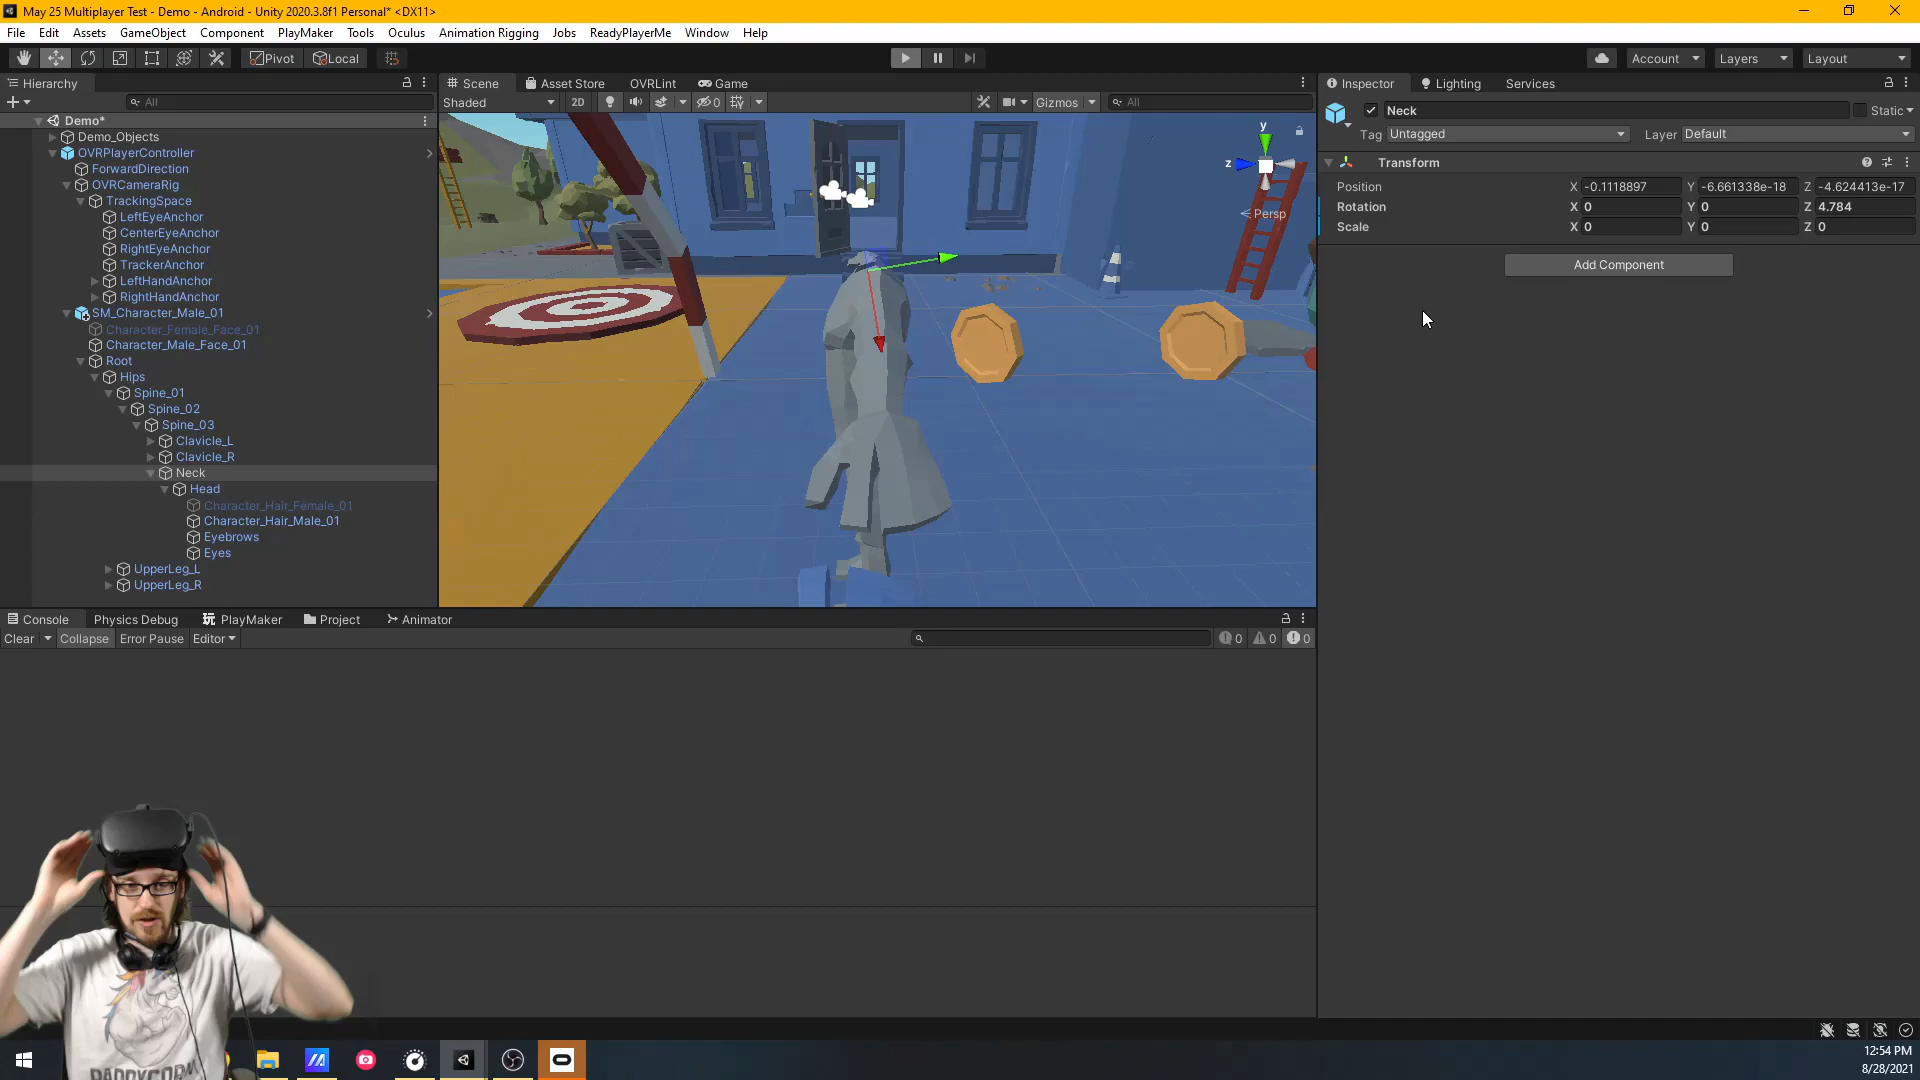 May 25 Multiplayer Test - Demo - Android - Unity 2020.3.8f1 Personal* <DX11>
File Edit Assets GameObject Component PlayMaker Tools Oculus Animation Rigging Jobs ReadyPlayerMe Window Help
Pivot Local Account Layers Layout
Hierarchy Scene Asset Store OVRLint Game Inspector Lighting Services
All
Shaded 2D 0 Gizmos All
Neck Static
Tag Untagged Layer Default
Transform
Position X -0.1118897 Y -6.661338e-18 Z -4.624413e-17
Rotation X 0 Y 0 Z 4.784
Scale X 0 Y 0 Z 0
Add Component
Demo*
Demo_Objects
OVRPlayerController
ForwardDirection
OVRCameraRig
TrackingSpace
LeftEyeAnchor
CenterEyeAnchor
RightEyeAnchor
TrackerAnchor
LeftHandAnchor
RightHandAnchor
SM_Character_Male_01
Character_Female_Face_01
Character_Male_Face_01
Root
Hips
Spine_01
Spine_02
Spine_03
Clavicle_L
Clavicle_R
Neck
Head
Character_Hair_Female_01
Character_Hair_Male_01
Eyebrows
Eyes
UpperLeg_L
UpperLeg_R
y
z
Persp
Console Physics Debug PlayMaker Project Animator
Clear Collapse Error Pause Editor 0 0 0
DADDYCORN
12:54 PM
8/28/2021